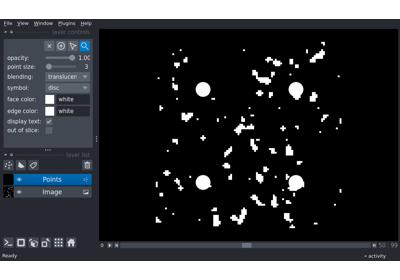 File View Window Plugins Help
layer controls
opacity: 1.00
point size: 3
blending: translucen
symbol: disc
face color: white
edge color: white
display text:
out of slice:
layer list
Points
Image
0 50 99
Ready activity